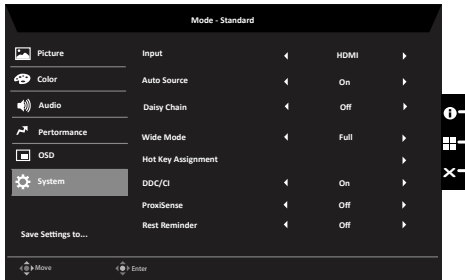 Mode - Standard
Picture
Input HDMI
Color
Auto Source On
Audio
Daisy Chain Off
Pertormance
Wide Mode Full
OSD
Hot Key Assignment
System
DDC/CI On
ProxiSense Off
Rest Reminder Off
Save Settings to...
Move Enter